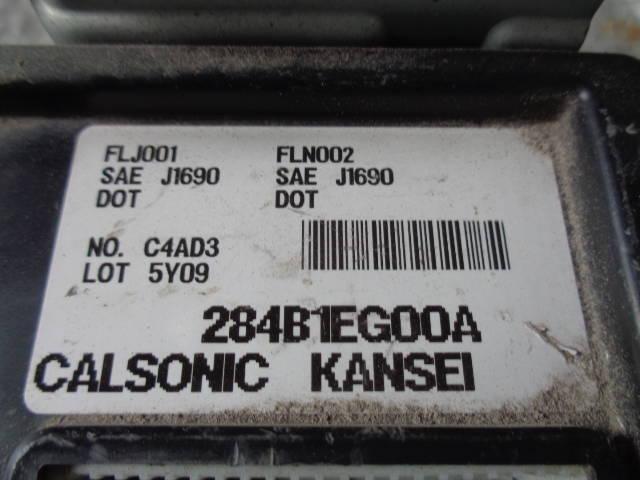 FLJ001 FLN002
SAE J1690 SAE J1690
DOT DOT
NO. C4AD3
LOT 5Y09
284B1EG00A
CALSONIC KANSEI